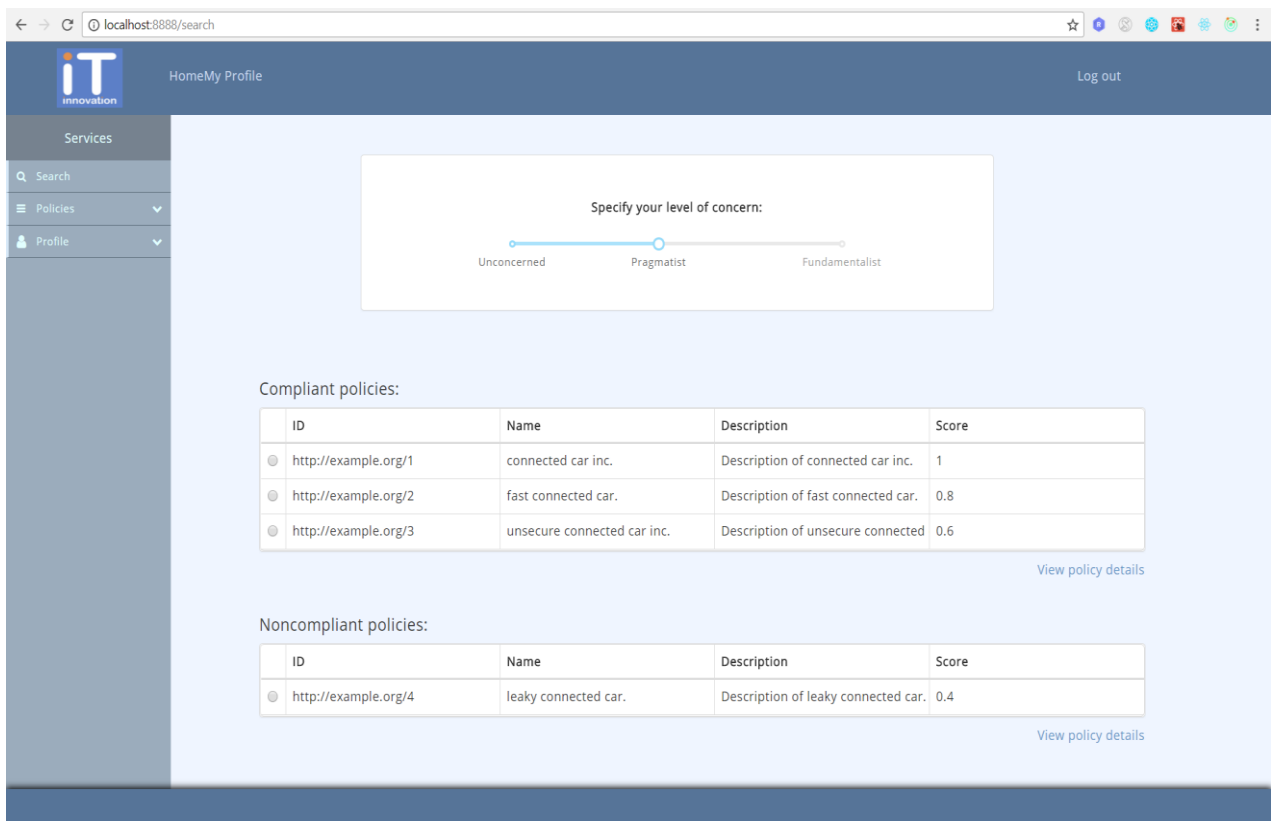 localhost:8888/search
iT
innovation
HomeMy Profile
Log out
Services
Search
Policies
Profile
Specify your level of concern:
Unconcerned Pragmatist Fundamentalist
Compliant policies:
ID Name Description Score
http://example.org/1 connected car inc. Description of connected car inc. 1
http://example.org/2 fast connected car. Description of fast connected car. 0.8
http://example.org/3 unsecure connected car inc. Description of unsecure connected 0.6
View policy details
Noncompliant policies:
ID Name Description Score
http://example.org/4 leaky connected car. Description of leaky connected car. 0.4
View policy details